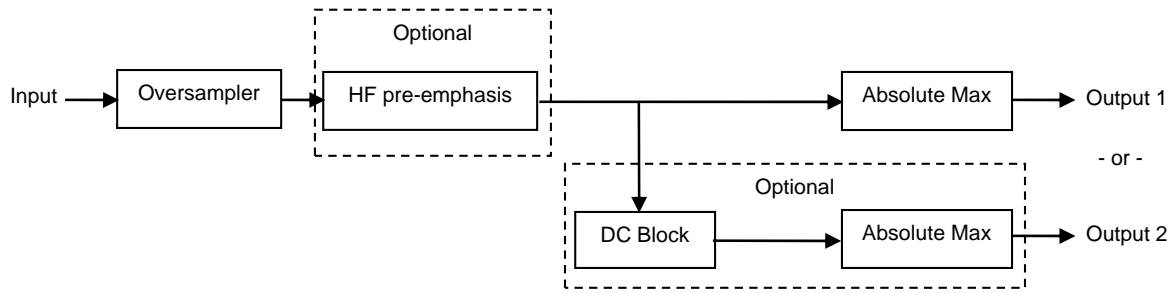 Optional
Input
Oversampler
HF pre-emphasis
Absolute Max
Output 1
- or -
Optional
DC Block
Absolute Max
Output 2